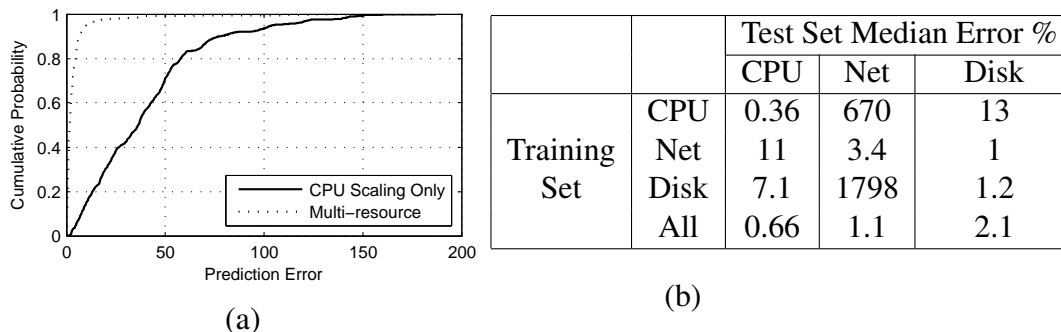 Cumulative Probability
1
0.8
0.6
0.4
0.2
0
0 50 100 150 200
Prediction Error
CPU Scaling Only
Multi−resource
(a)
Test Set Median Error %
CPU Net Disk
CPU 0.36 670 13
Training Net 11 3.4 1
Set Disk 7.1 1798 1.2
All 0.66 1.1 2.1
(b)